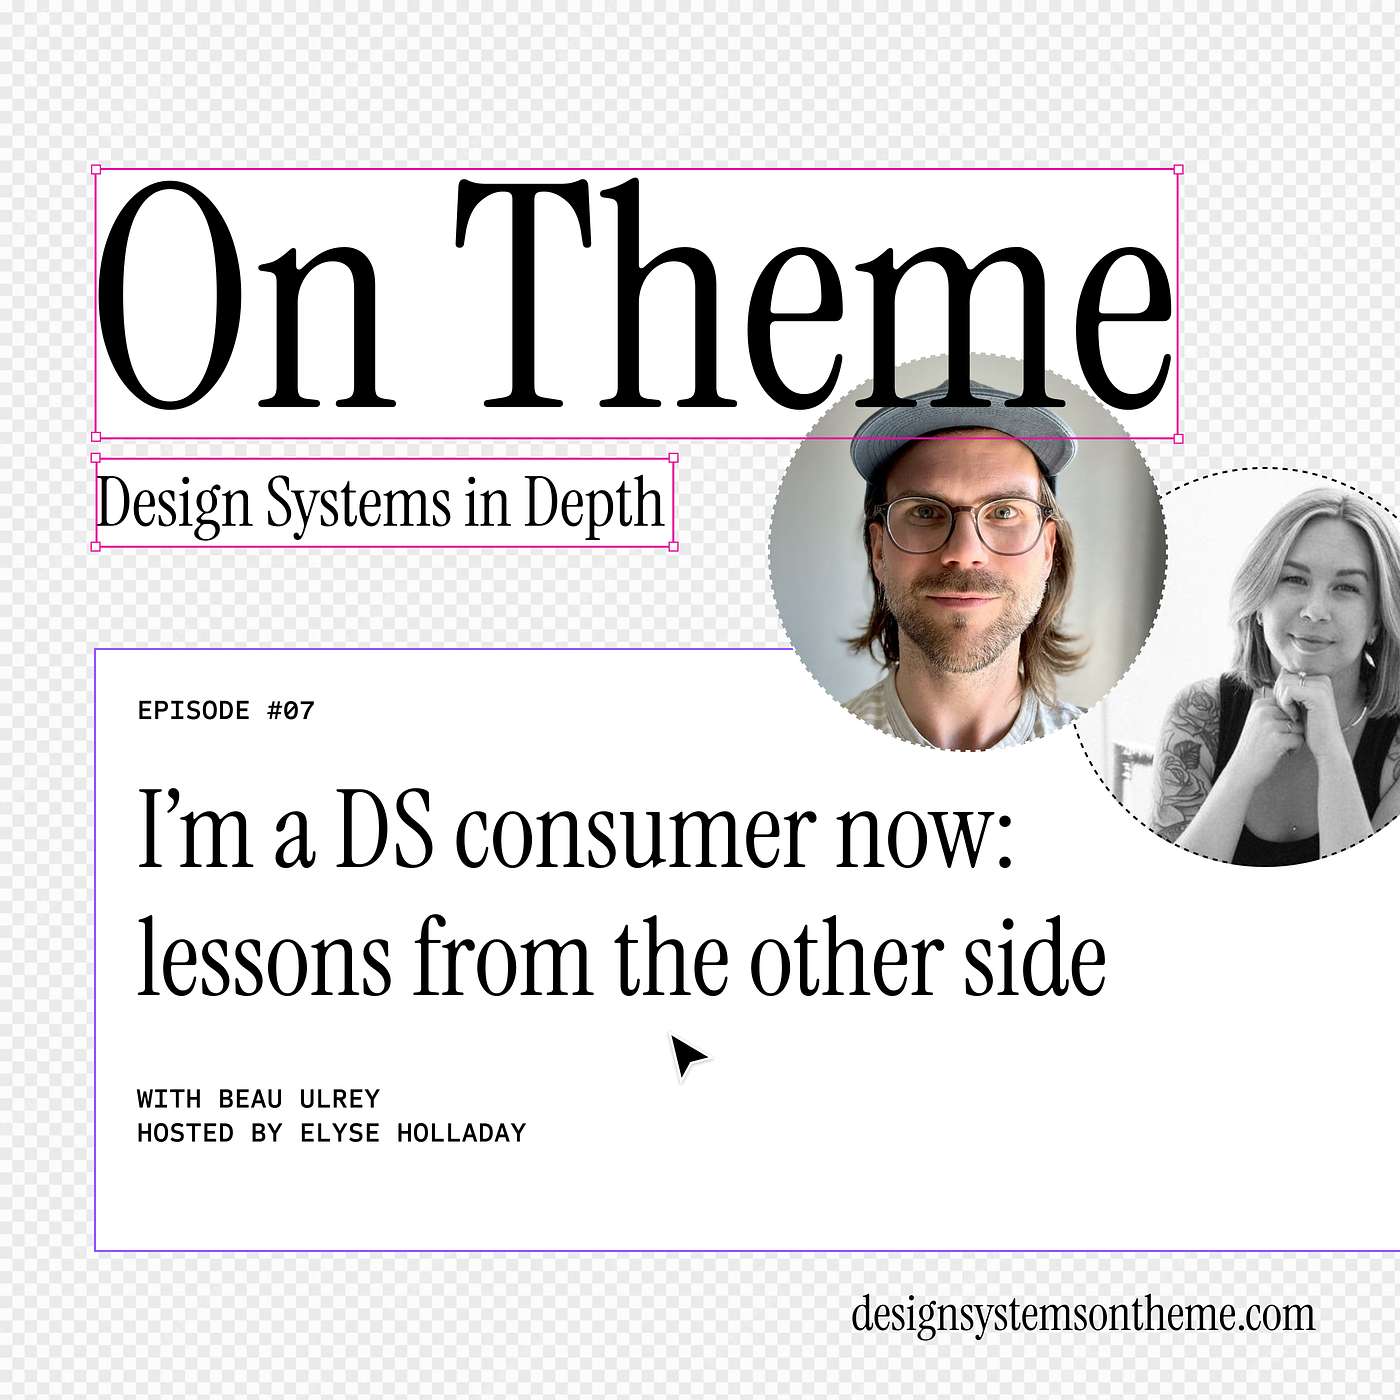 On Theme
Design Systems in Depth
EPISODE #07
I’m a DS consumer now:
lessons from the other side
WITH BEAU ULREY
HOSTED BY ELYSE HOLLADAY
designsystemsontheme.com